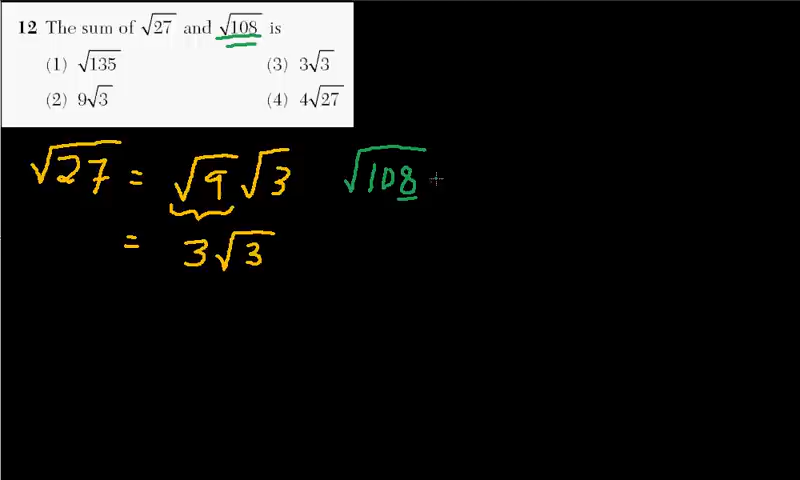 12 The sum of √27 and √108 is
(1) √135 (3) 3√3
(2) 9√3 (4) 4√27
√27 = √9 √3 √108
= 3√3